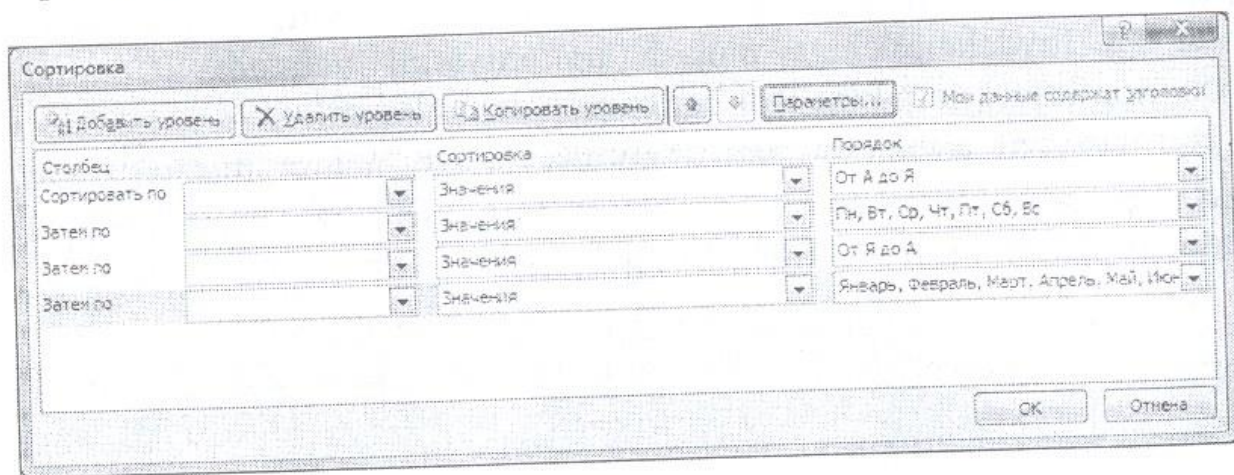 Сортировка
Добавить уровень Удалить уровень Копировать уровень Параметры... Мои данные содержат заголовки
Столбец Сортировка Порядок
Сортировать по Значения От А до Я
Затем по Значения Пн, Вт, Ср, Чт, Пт, Сб, Вс
Затем по Значения От Я до А
Затем по Значения Январь, Февраль, Март, Апрель, Май, Июн
ОК Отмена